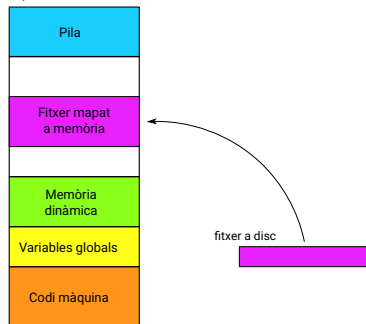 Pila
Fitxer mapat
a memòria
Memòria
dinàmica
Variables globals
fitxer a disc
Codi màquina